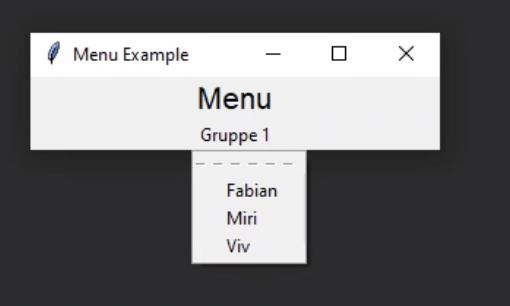 Menu Example
Menu
Gruppe 1
Fabian
Miri
Viv